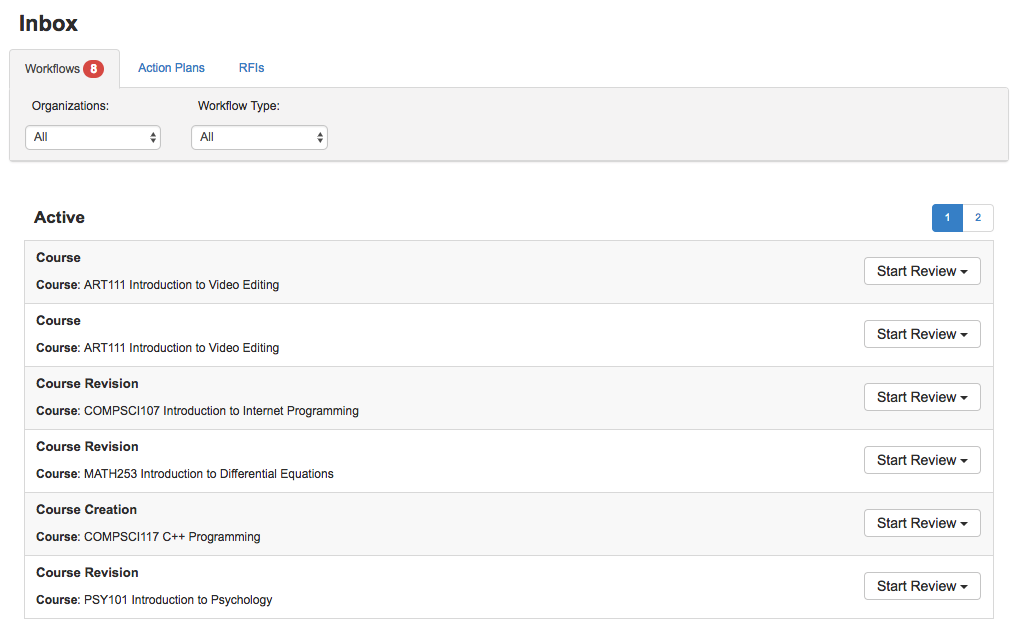 Inbox
Workflows 8 Action Plans RFIs
Organizations: Workflow Type:
All All
Active 1 2
Course
Course: ART111 Introduction to Video Editing Start Review
Course
Course: ART111 Introduction to Video Editing Start Review
Course Revision
Course: COMPSCI107 Introduction to Internet Programming Start Review
Course Revision
Course: MATH253 Introduction to Differential Equations Start Review
Course Creation
Course: COMPSCI117 C++ Programming Start Review
Course Revision
Course: PSY101 Introduction to Psychology Start Review